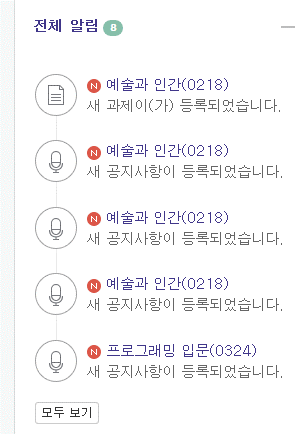 전체 알림 8
N 예술과 인간(0218)
새 과제이(가) 등록되었습니다.
N 예술과 인간(0218)
새 공지사항이 등록되었습니다.
N 예술과 인간(0218)
새 공지사항이 등록되었습니다.
N 예술과 인간(0218)
새 공지사항이 등록되었습니다.
N 프로그래밍 입문(0324)
새 공지사항이 등록되었습니다.
모두 보기